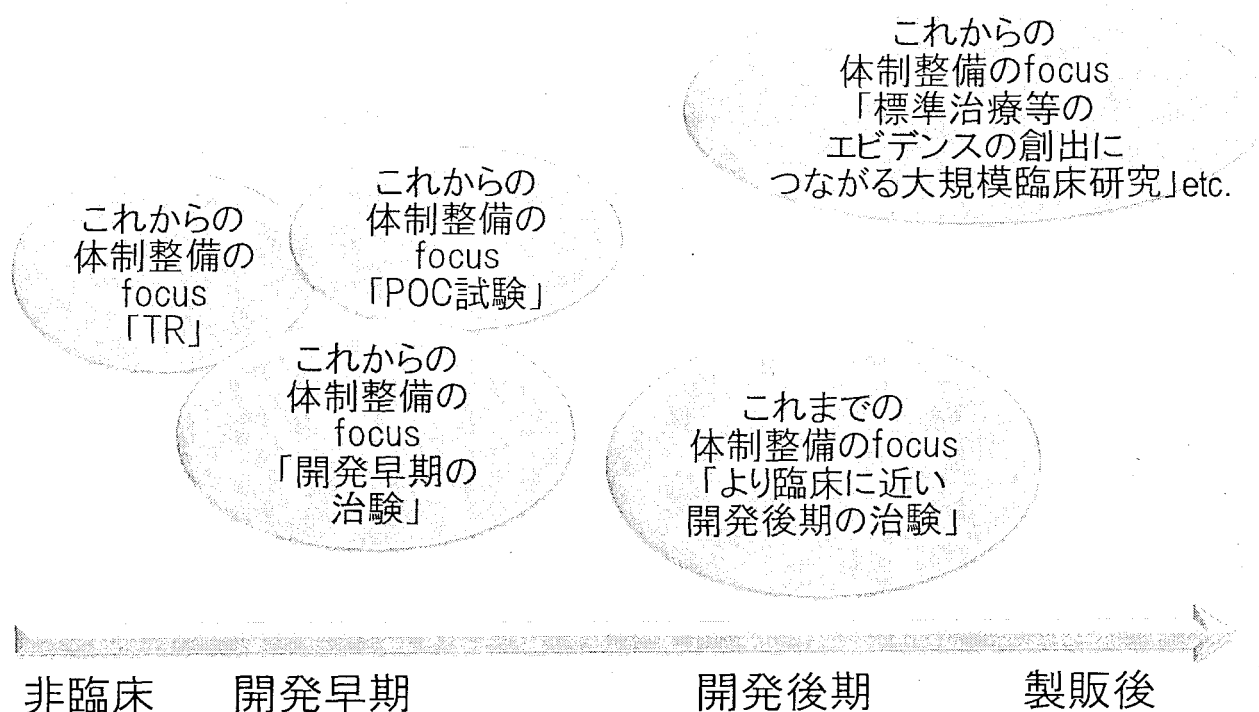 これからの
体制整備のfocus
「標準治療等の
エビデンスの創出に
つながる大規模臨床研究」etc.
これからの
体制整備の
focus
「POC試験」
これからの
体制整備の
focus
「TR」
これからの
体制整備の
focus
「開発早期の
治験」
これまでの
体制整備のfocus
「より臨床に近い
開発後期の治験」
非臨床
開発早期
開発後期
製販後